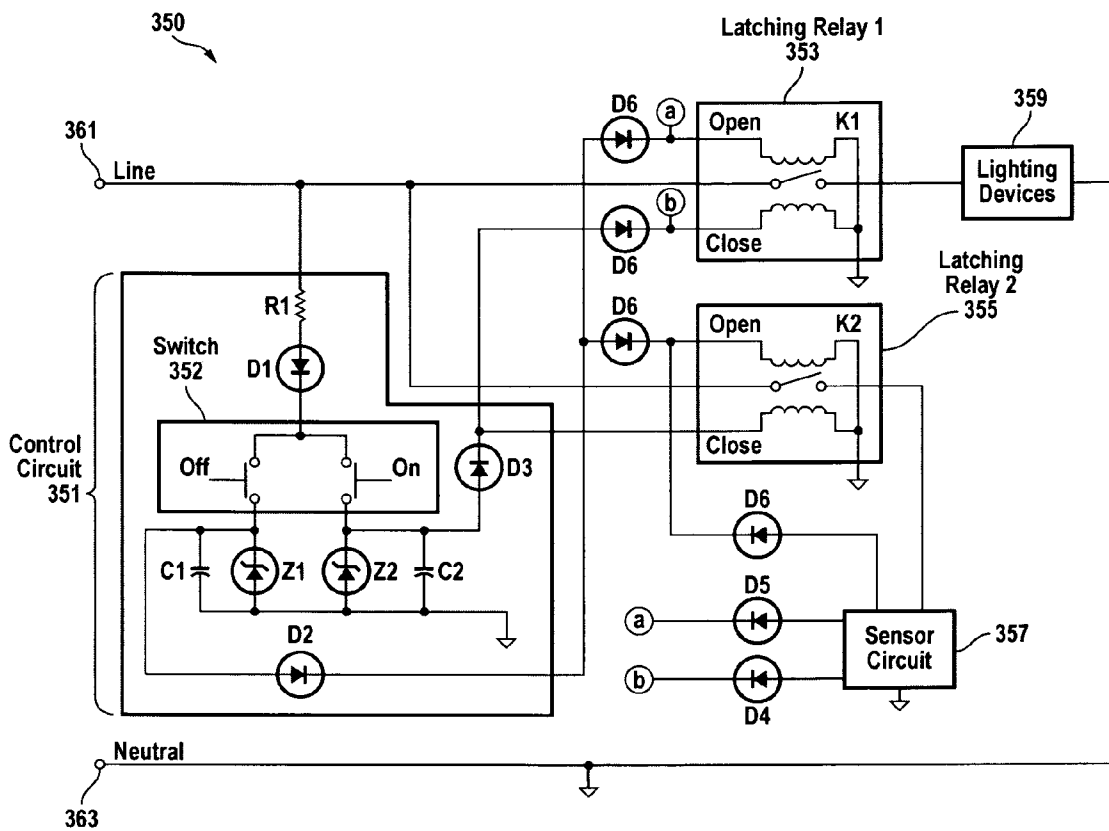 350
Latching Relay 1
353
D6
a
Open
K1
359
361
Line
Lighting
Devices
b
D6
Close
Latching
Relay 2
355
R1
D6
Open
K2
Switch
352
D1
Control
Circuit
351
Off
On
D3
Close
D6
C1
Z1
Z2
C2
D5
a
Sensor
Circuit
357
D2
b
D4
Neutral
363